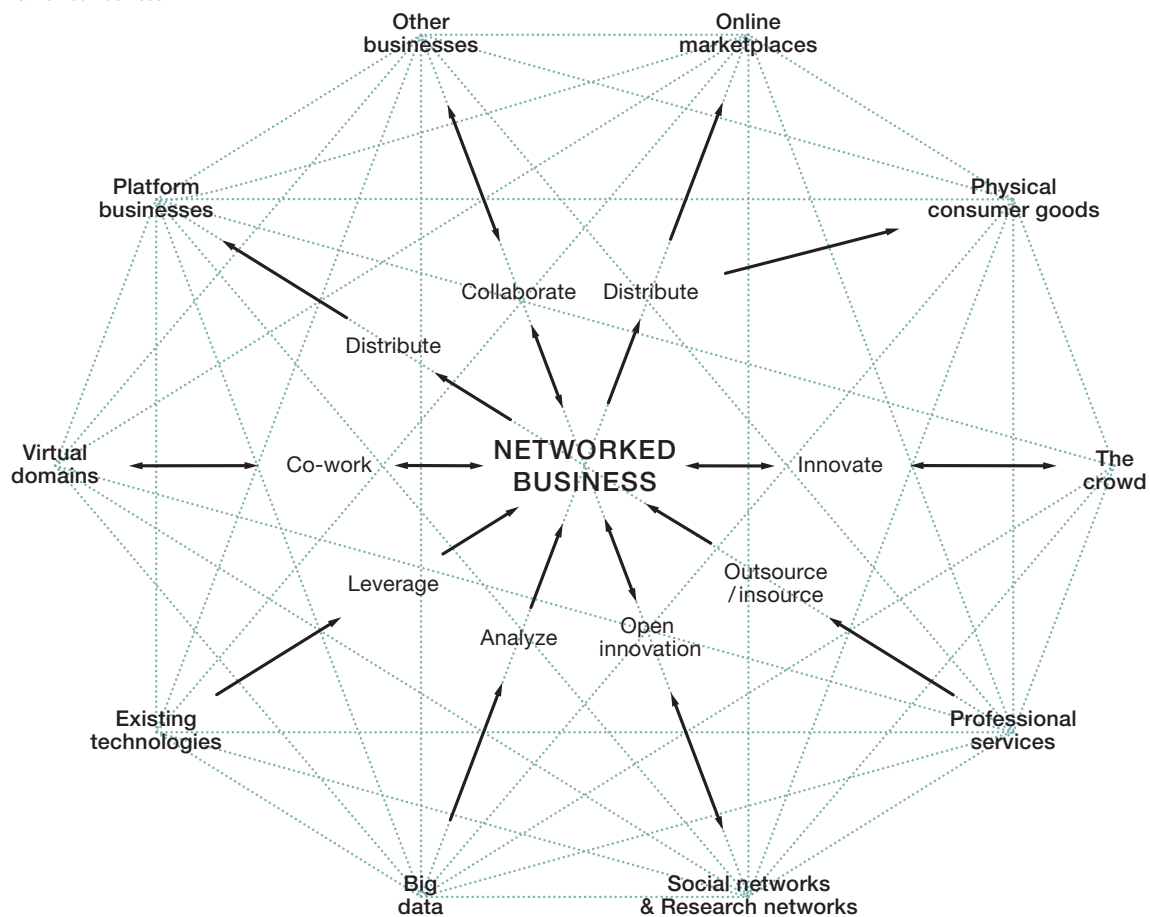 Other
businesses
Online
marketplaces
Platform
businesses
Physical
consumer goods
Collaborate
Distribute
Distribute
Virtual
domains
Co-work
NETWORKED
BUSINESS
Innovate
The
crowd
Leverage
Outsource
/insource
Analyze
Open
innovation
Existing
technologies
Professional
services
Big
data
Social networks
& Research networks